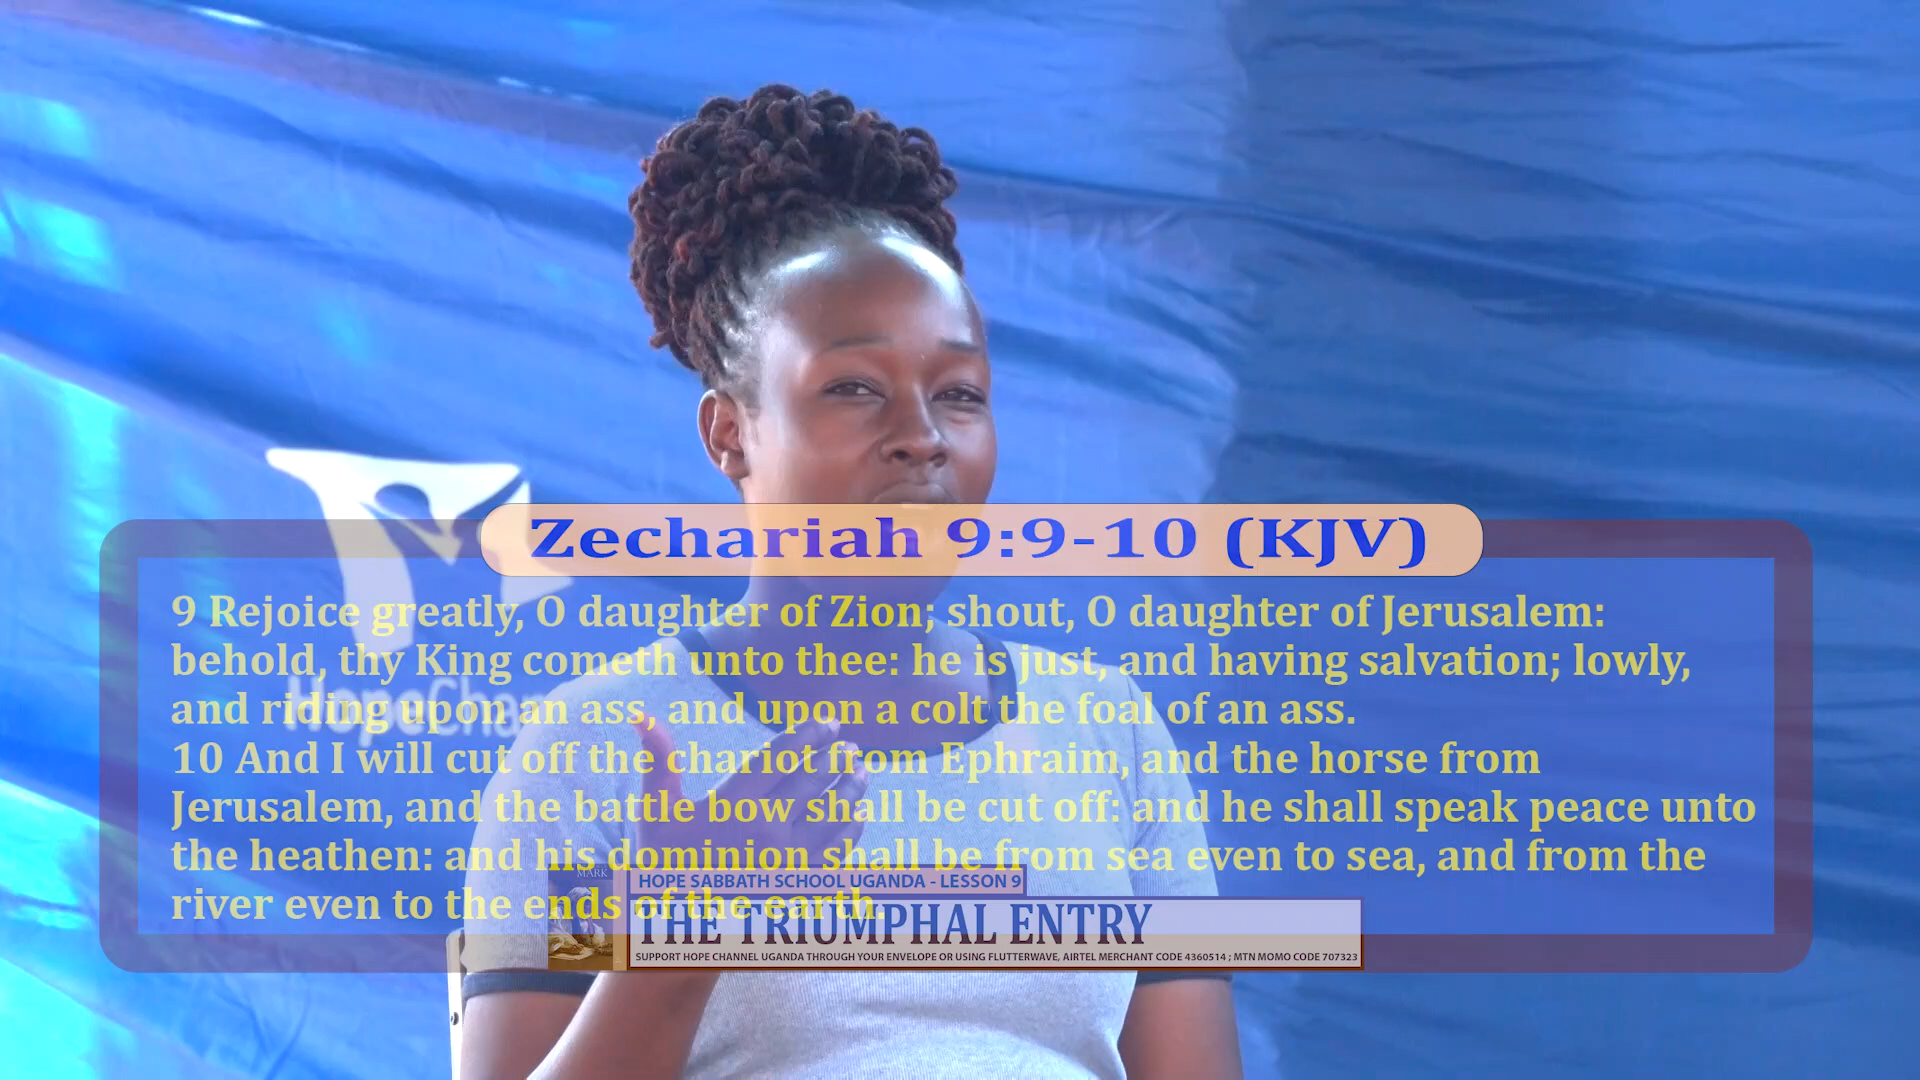 Zechariah 9:9-10 (KJV)
9 Rejoice greatly, O daughter of Zion; shout, O daughter of Jerusalem:
behold, thy King cometh unto thee: he is just, and having salvation; lowly,
and riding upon an ass, and upon a colt the foal of an ass.
10 And I will cut off the chariot from Ephraim, and the horse from
Jerusalem, and the battle bow shall be cut off: and he shall speak peace unto
the heathen: and his dominion shall be from sea even to sea, and from the
river even to the ends of the earth.
HopeChan
MARK
HOPE SABBATH SCHOOL UGANDA - LESSON 9
THE TRIUMPHAL ENTRY
SUPPORT HOPE CHANNEL UGANDA THROUGH YOUR ENVELOPE OR USING FLUTTERWAVE, AIRTEL MERCHANT CODE 4360514 ; MTN MOMO CODE 707323